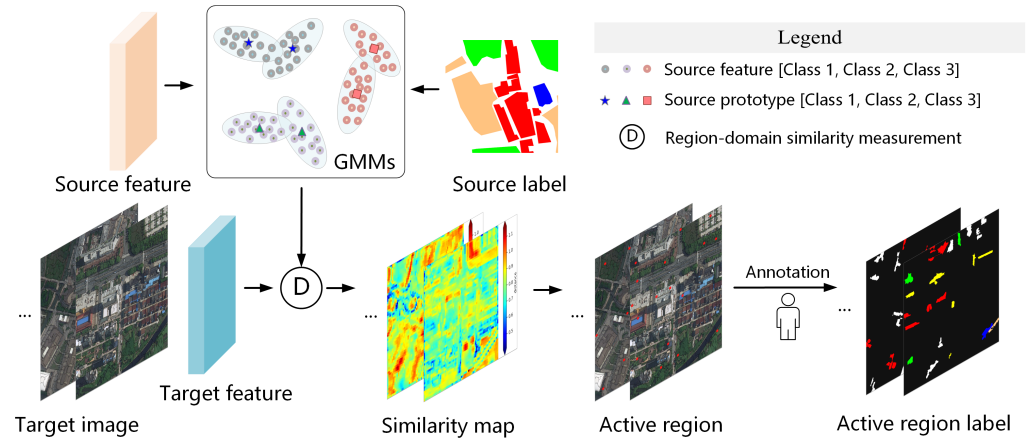 Legend
Source feature [Class 1, Class 2, Class 3]
Source prototype [Class 1, Class 2, Class 3]
D Region-domain similarity measurement
GMMs
Source feature
Source label
D
Annotation
...
...
...
...
Target feature
Target image
Similarity map
Active region
Active region label